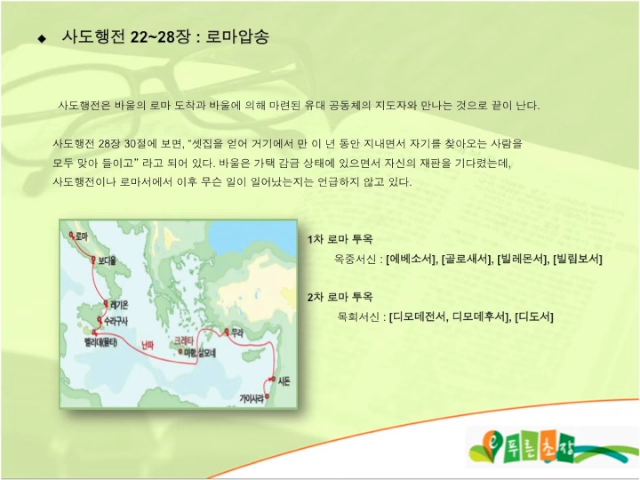 ◆ 사도행전 22~28장 : 로마압송
사도행전은 바울의 로마 도착과 바울에 의해 마련된 유대 공동체의 지도자와 만나는 것으로 끝이 난다.
사도행전 28장 30절에 보면, "셋집을 얻어 거기에서 만 이 년 동안 지내면서 자기를 찾아오는 사람을
모두 맞아 들이고" 라고 되어 있다. 바울은 가택 감금 상태에 있으면서 자신의 재판을 기다렸는데,
사도행전이나 로마서에서 이후 무슨 일이 일어났는지는 언급하지 않고 있다.
로마
보디올
레기온
수라구사
멜리데(몰타)
난파
크레타
미항, 살모네
무라
시돈
가이사랴
1차 로마 투옥
옥중서신 : [에베소서], [골로새서], [빌레몬서], [빌립보서]
2차 로마 투옥
목회서신 : [디모데전서, 디모데후서], [디도서]
e푸른초장